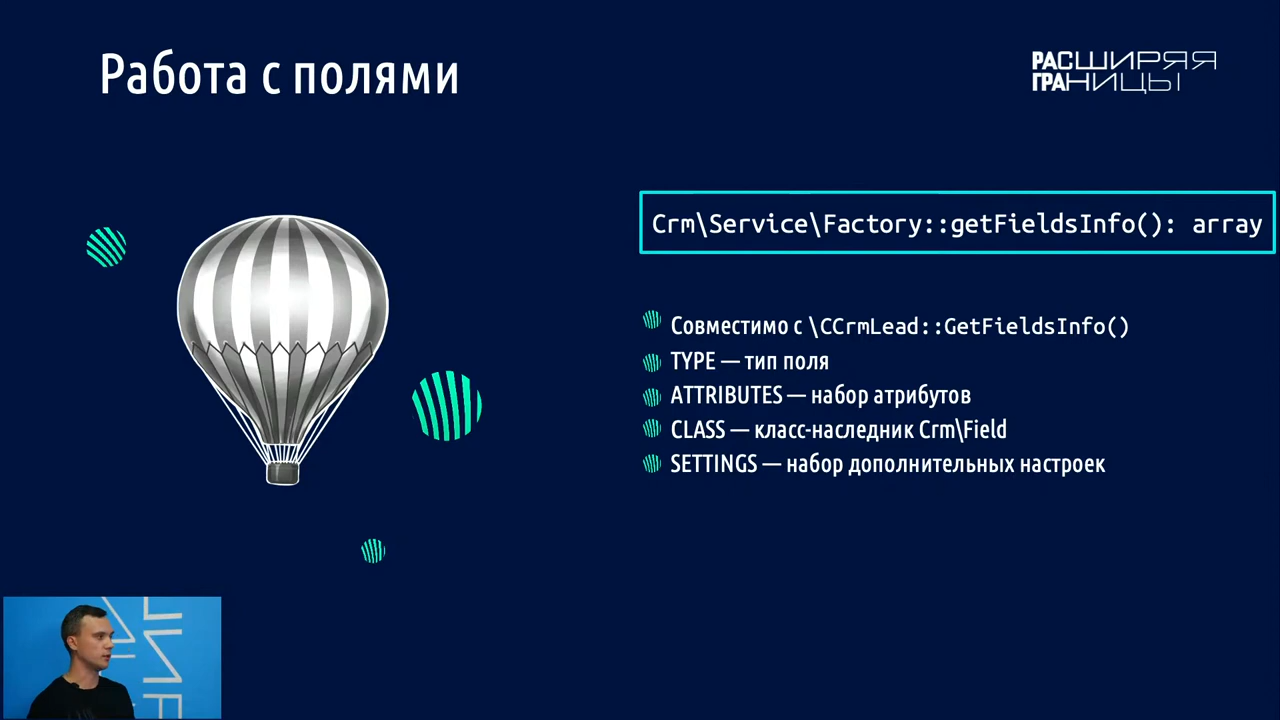 Работа с полями
РАСШИРЯЯ
ГРАНИЦЫ
Crm\Service\Factory::getFieldsInfo(): array
Совместимо с \CCrmLead::GetFieldsInfo()
TYPE — тип поля
ATTRIBUTES — набор атрибутов
CLASS — класс-наследник Crm\Field
SETTINGS — набор дополнительных настроек